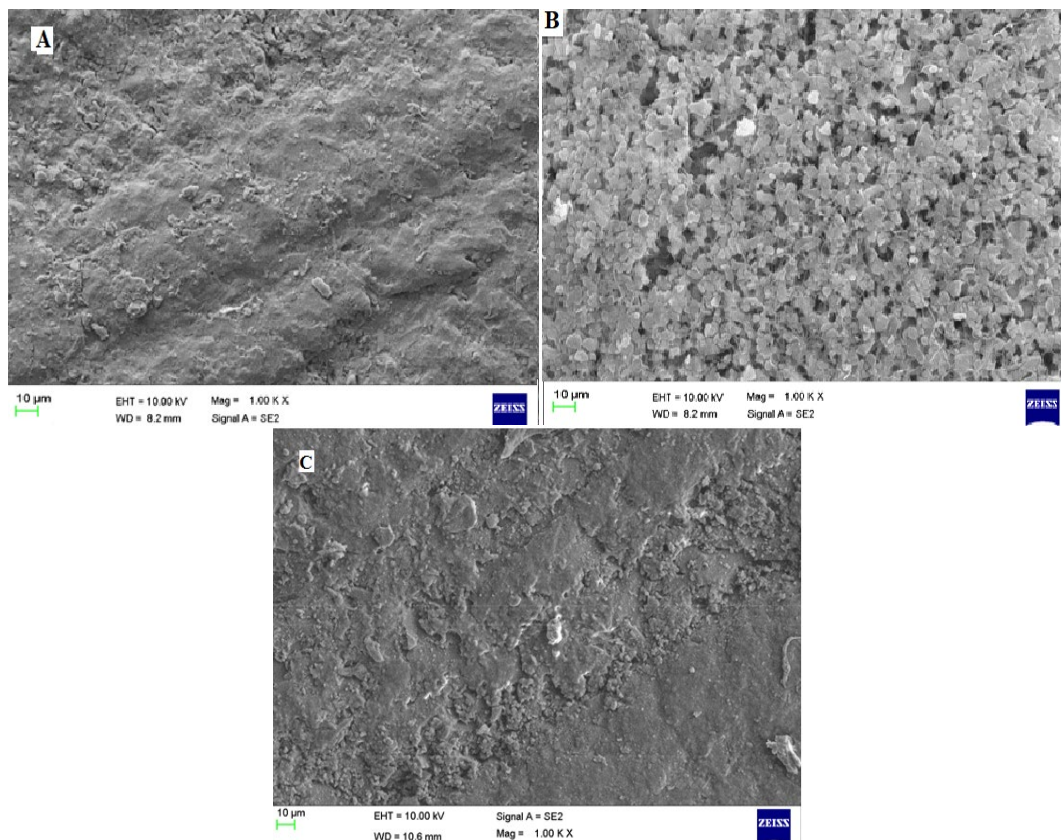 A
B
10 µm
EHT = 10.00 kV Mag = 1.00 K X
WD = 8.2 mm Signal A = SE2
ZEISS
10 µm
EHT = 10.00 kV Mag = 1.00 K X
WD = 8.2 mm Signal A = SE2
ZEISS
C
10 µm
EHT = 10.00 kV Signal A = SE2
WD = 10.6 mm Mag = 1.00 K X
ZEISS